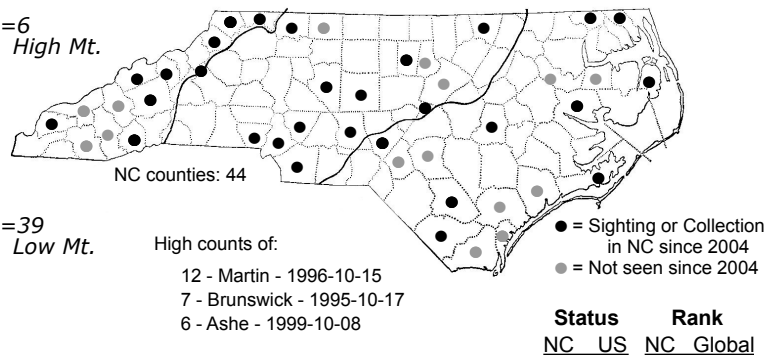 =6
High Mt.
NC counties: 44
=39
Low Mt.
High counts of:
12 - Martin - 1996-10-15
7 - Brunswick - 1995-10-17
6 - Ashe - 1999-10-08
= Sighting or Collection
in NC since 2004
= Not seen since 2004
Status Rank
NC US NC Global